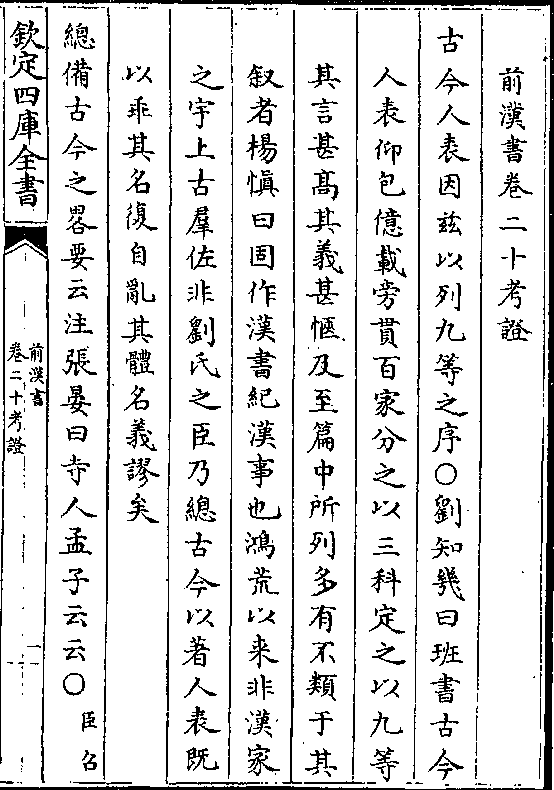 前漢書卷二十考證
古今人表因兹以列九等之序○劉知幾曰班書古今
人表仰包億載旁貫百家分之以三科定之以九等
其言甚髙其義甚愜及至篇中所列多有不類于其
叙者楊慎曰固作漢書紀漢事也鴻荒以来非漢家
之宇上古羣佐非劉氏之臣乃總古今以著人表既
以乖其名復自亂其體名義謬矣
總備古今之畧要云注張晏曰寺人孟子云云○臣召
欽定四庫全書
前漢書
卷二十考證
一